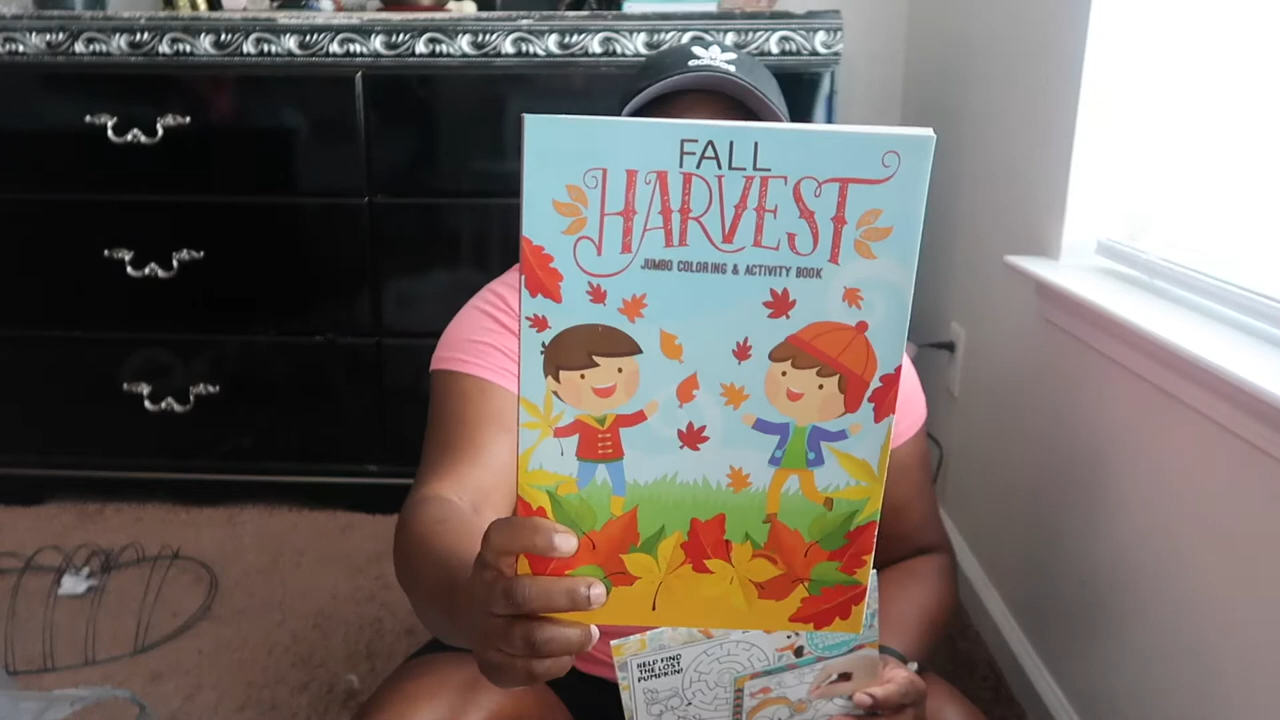 adidas
FALL
HARVEST
JUMBO COLORING & ACTIVITY BOOK
HELP FIND
THE LOST
PUMPKIN!